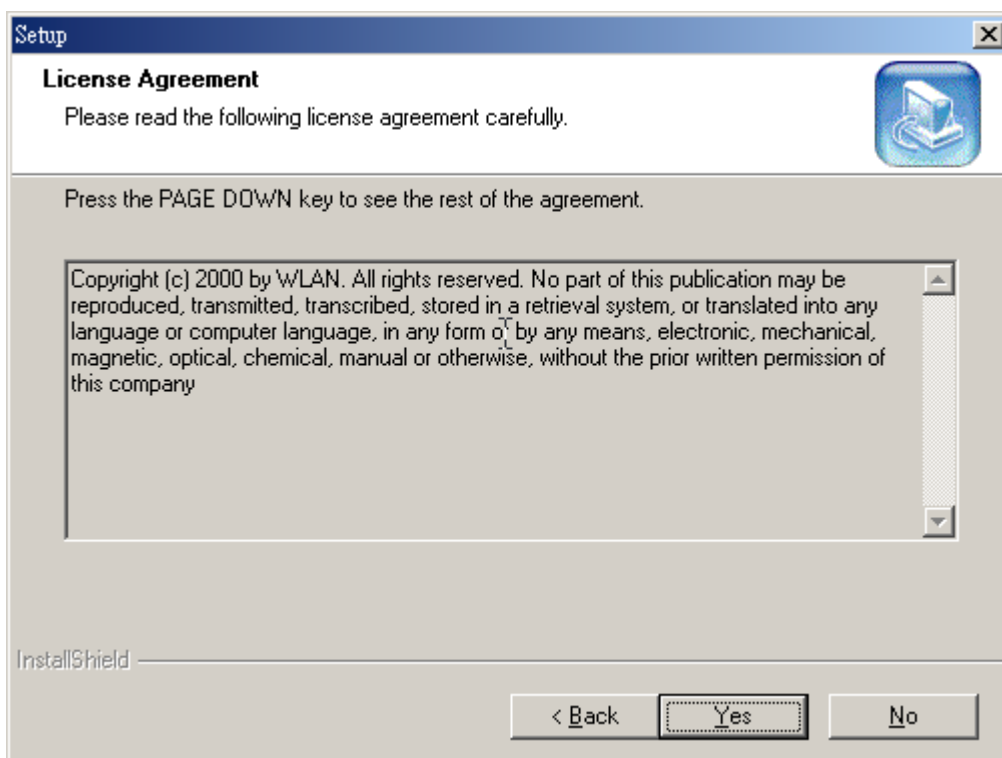 Setup
License Agreement
Please read the following license agreement carefully.
Press the PAGE DOWN key to see the rest of the agreement.
Copyright (c) 2000 by WLAN. All rights reserved. No part of this publication may be
reproduced, transmitted, transcribed, stored in a retrieval system, or translated into any
language or computer language, in any form or by any means, electronic, mechanical,
magnetic, optical, chemical, manual or otherwise, without the prior written permission of
this company
InstallShield
< Back
Yes
No